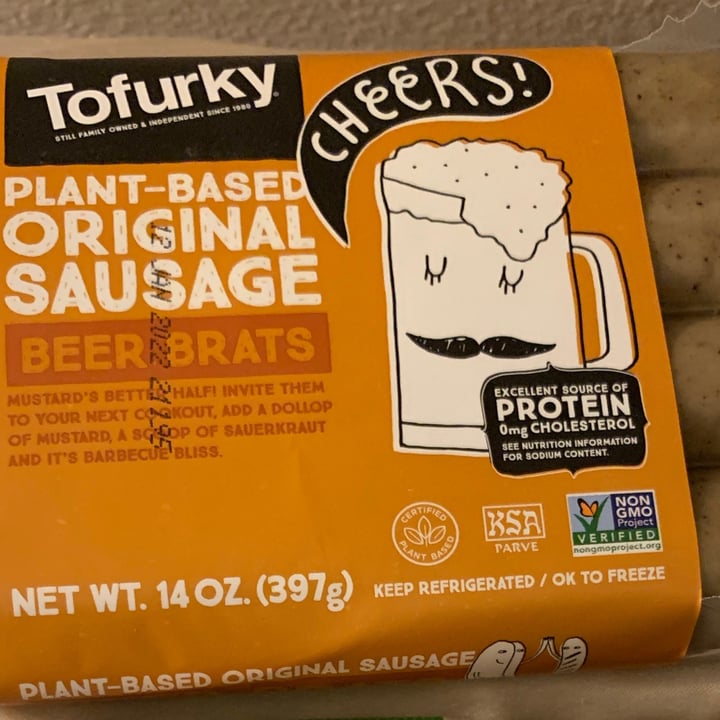 Tofurky
STILL FAMILY OWNED & INDEPENDENT SINCE 1980
CHEERS!
PLANT-BASED
ORIGINAL
SAUSAGE
BEER BRATS
MUSTARD'S BETTER HALF! INVITE THEM
TO YOUR NEXT COOKOUT, ADD A DOLLOP
OF MUSTARD, A SCOOP OF SAUERKRAUT
AND IT'S BARBECUE BLISS.
12 JAN 2022
EXCELLENT SOURCE OF
PROTEIN
0mg CHOLESTEROL
SEE NUTRITION INFORMATION
FOR SODIUM CONTENT.
CERTIFIED
PLANT BASED
KSA
PARVE
NON
GMO
Project
VERIFIED
nongmoproject.org
NET WT. 14 OZ. (397g)
KEEP REFRIGERATED / OK TO FREEZE
PLANT-BASED ORIGINAL SAUSAGE